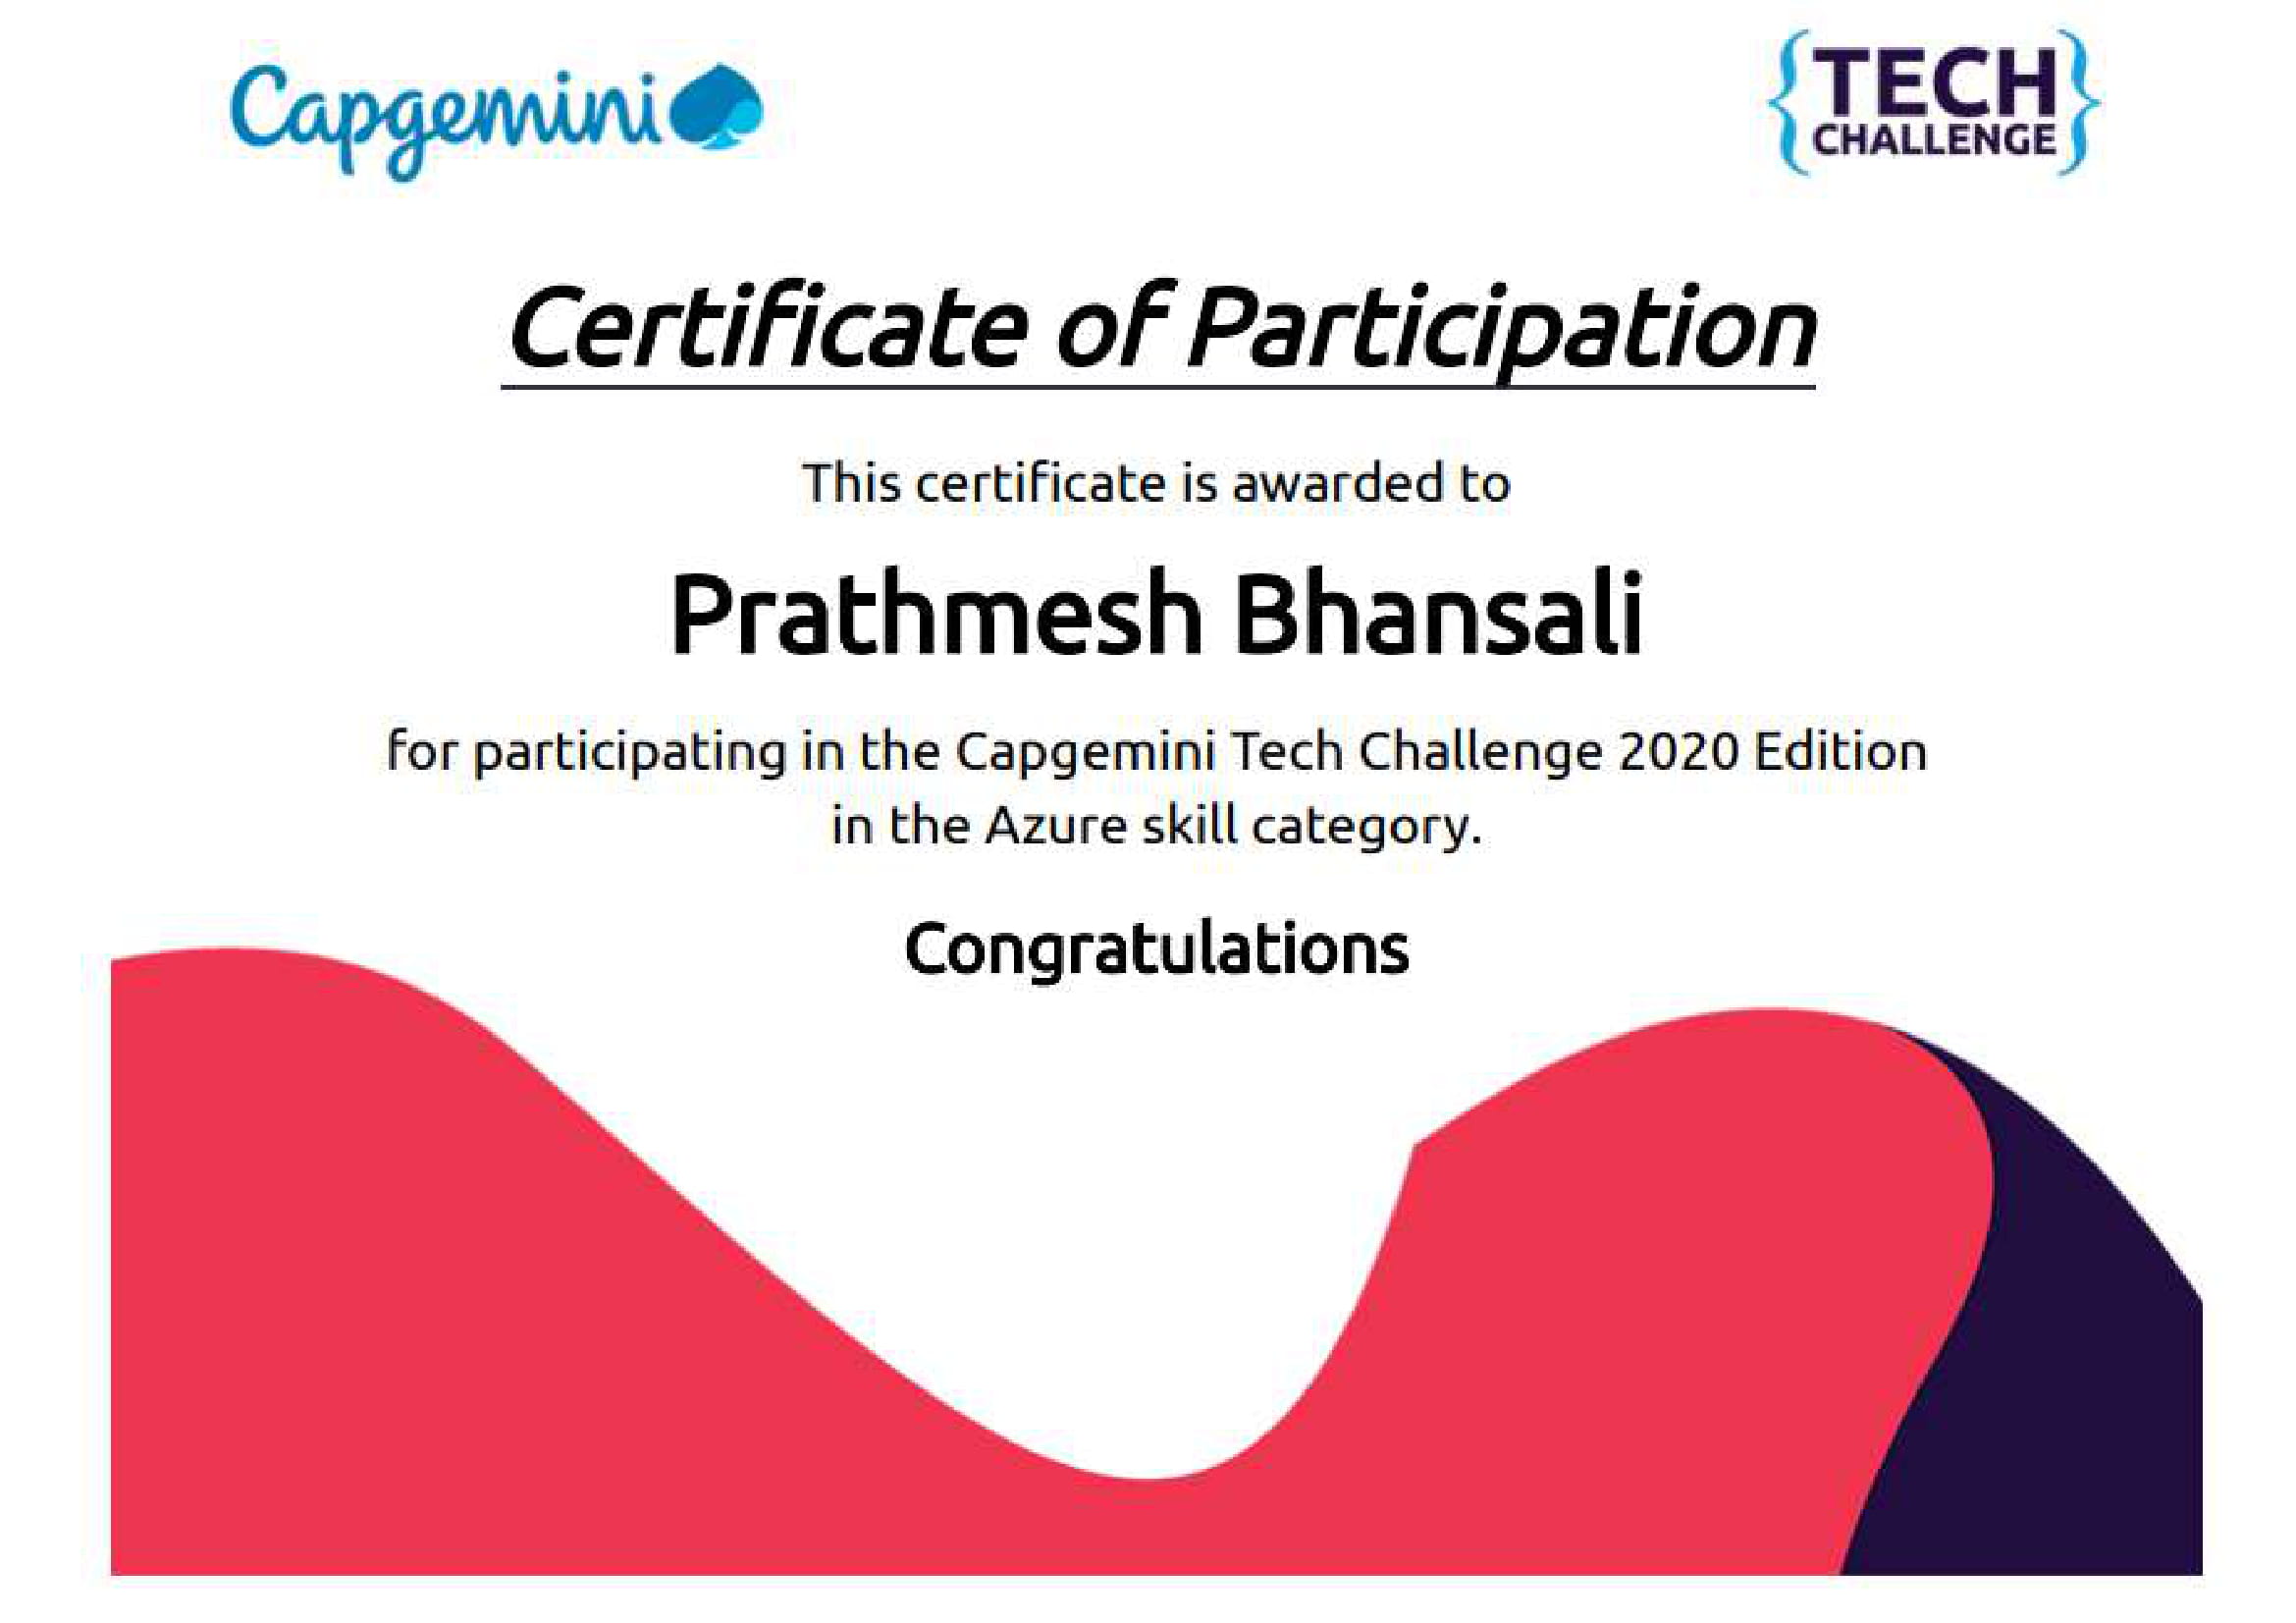 Capgemini
{TECH
CHALLENGE}
Certificate of Participation
This certificate is awarded to
Prathmesh Bhansali
for participating in the Capgemini Tech Challenge 2020 Edition
in the Azure skill category.
Congratulations